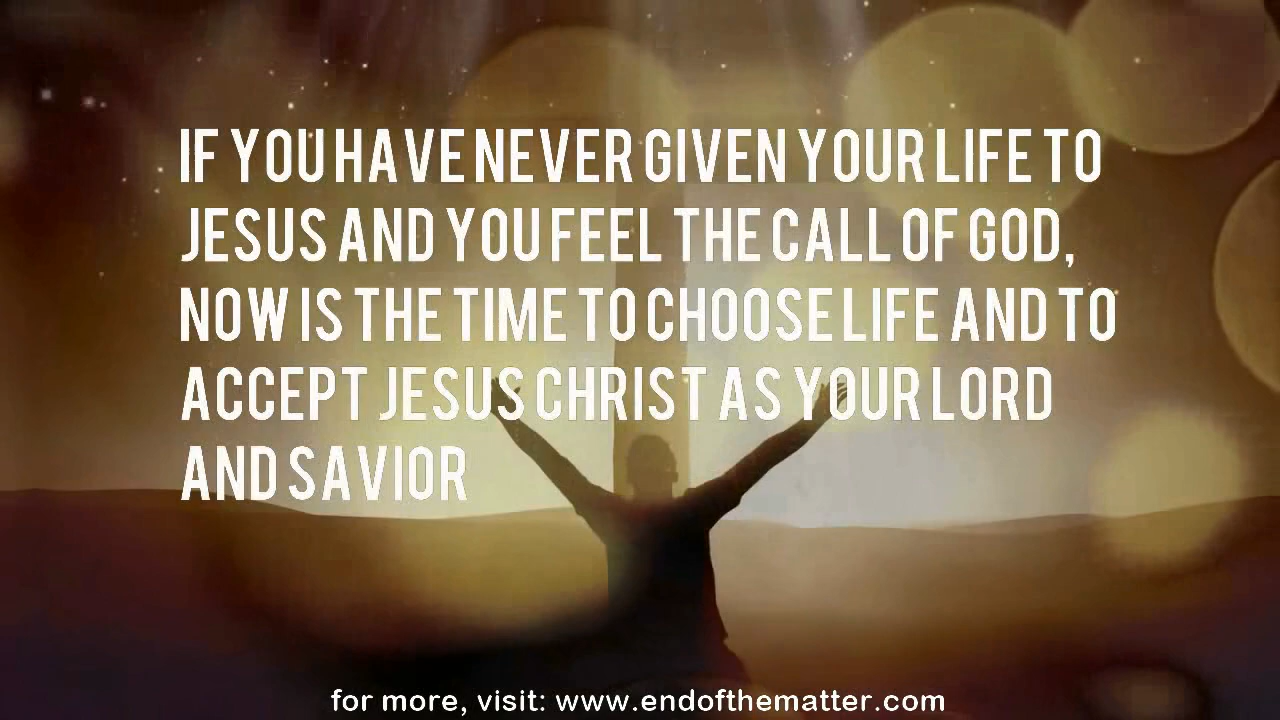 IF YOU HAVE NEVER GIVEN YOUR LIFE TO
JESUS AND YOU FEEL THE CALL OF GOD,
NOW IS THE TIME TO CHOOSE LIFE AND TO
ACCEPT JESUS CHRIST AS YOUR LORD
AND SAVIOR
for more, visit: www.endofthematter.com